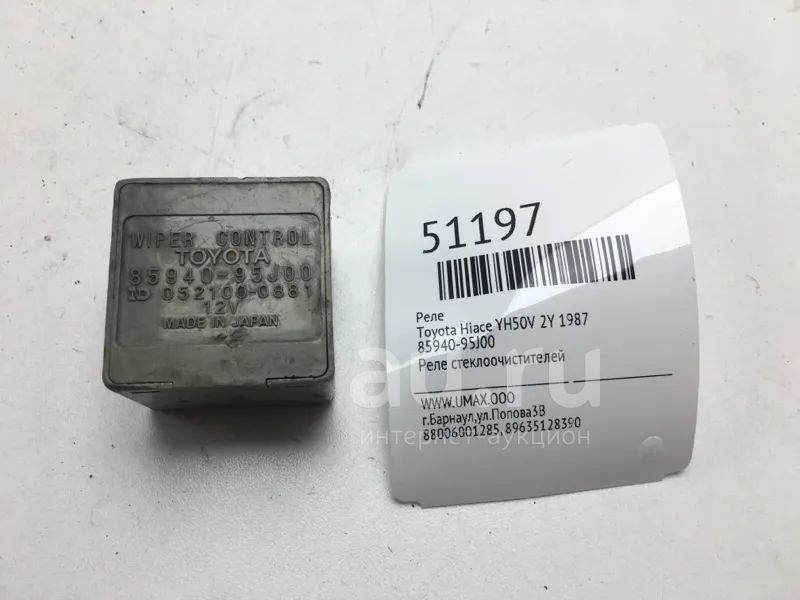 WIPER CONTROL
TOYOTA
85940-95J00
ND 052100-0881
12V
MADE IN JAPAN
51197
Реле
Toyota Hiace YH50V 2Y 1987
85940-95J00
Реле стеклоочистителей
WWW.UMAX.OOO
г.Барнаул,ул.Попова3В
88006001285, 89635128390
au.ru
интернет-аукцион